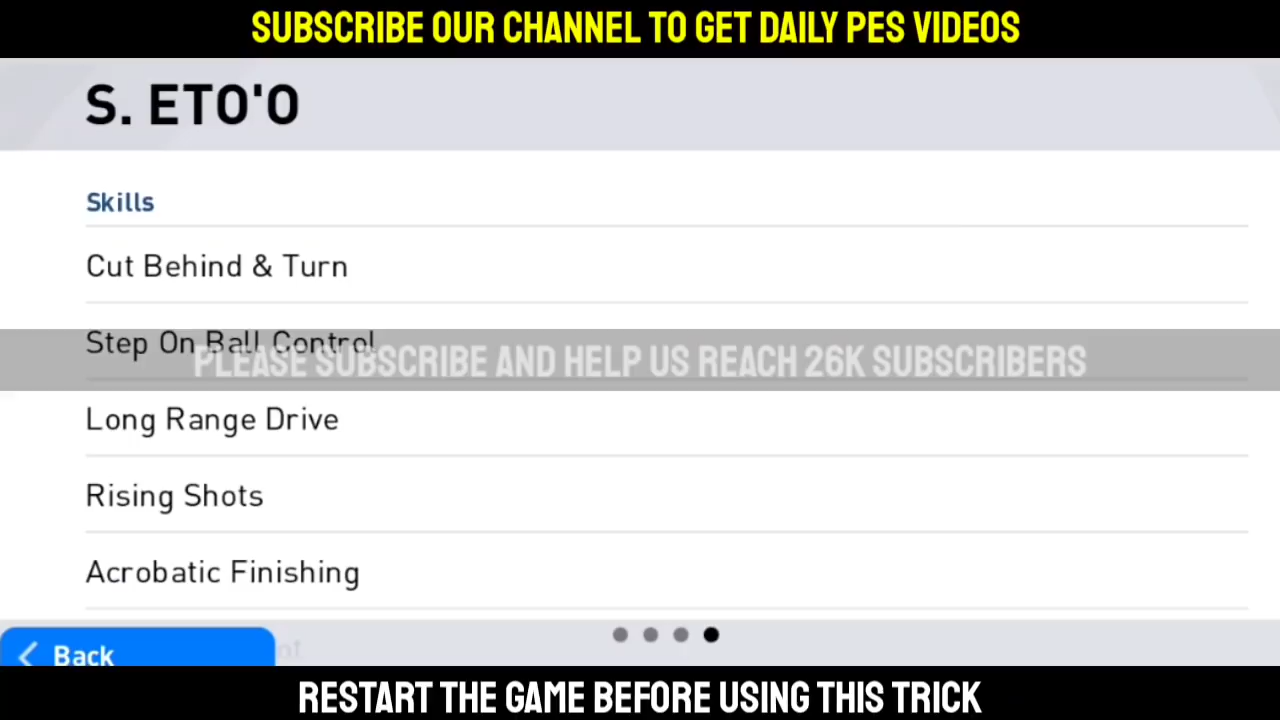 SUBSCRIBE OUR CHANNEL TO GET DAILY PES VIDEOS
S. ETO'O
Skills
Cut Behind & Turn
Step On Ball Control
PLEASE SUBSCRIBE AND HELP US REACH 26K SUBSCRIBERS
Long Range Drive
Rising Shots
Acrobatic Finishing
Back
RESTART THE GAME BEFORE USING THIS TRICK